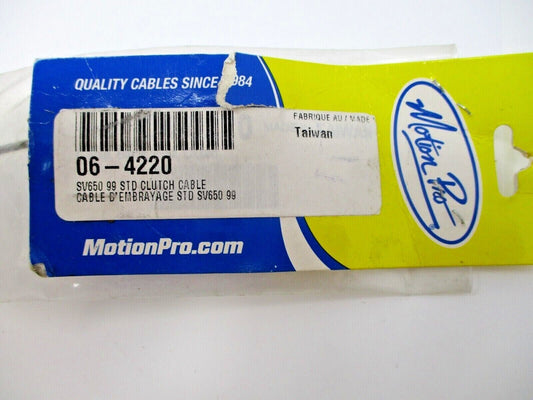 QUALITY CABLES SINCE 1984
FABRIQUE AU / MADE
Taiwan
06-4220
SV650 99 STD CLUTCH CABLE
CABLE D'EMBRAYAGE STD SV650 99
MotionPro.com
Motion Pro